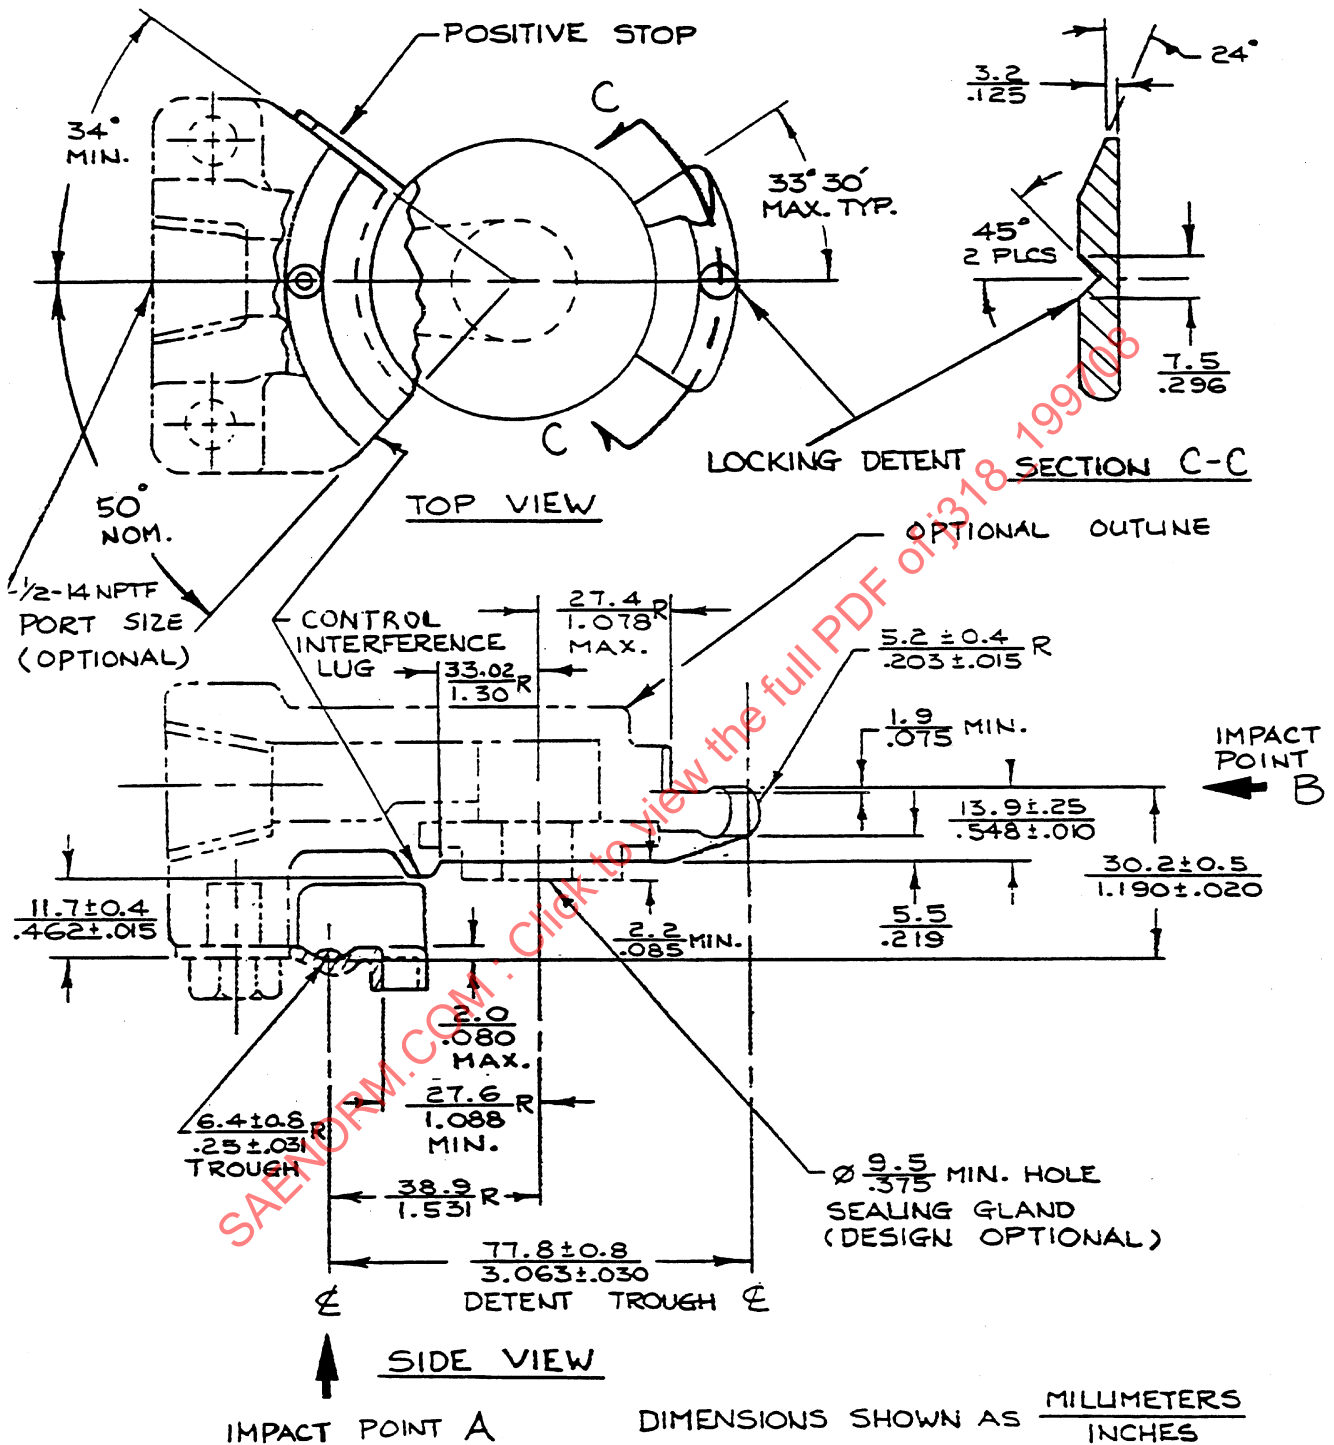 POSITIVE STOP
34° MIN.
C
33° 30'
MAX. TYP.
3.2
.125
24°
45°
2 PLCS
7.5
.296
C
LOCKING DETENT
SECTION C-C
TOP VIEW
50°
NOM.
1/2-14 NPTF
PORT SIZE
(OPTIONAL)
OPTIONAL OUTLINE
CONTROL
INTERFERENCE
LUG
33.02
1.30 R
27.4
1.078 R
MAX.
5.2 ± 0.4
.203 ± .015 R
1.9
.075 MIN.
IMPACT
POINT
B
13.9 ± .25
.548 ± .010
30.2 ± 0.5
1.190 ± .020
5.5
.219
11.7 ± 0.4
.462 ± .015
2.2
.085 MIN.
2.0
.080
MAX.
27.6
1.088 R
MIN.
6.4 ± 0.8
.25 ± .031 R
TROUGH
38.9
1.531 R
Ø 9.5
.375 MIN. HOLE
SEALING GLAND
(DESIGN OPTIONAL)
77.8 ± 0.8
3.063 ± .030
DETENT TROUGH ℄
℄
SIDE VIEW
IMPACT POINT A
DIMENSIONS SHOWN AS MILLIMETERS
INCHES
SAENORM.COM : Click to view the full PDF of j318_199708